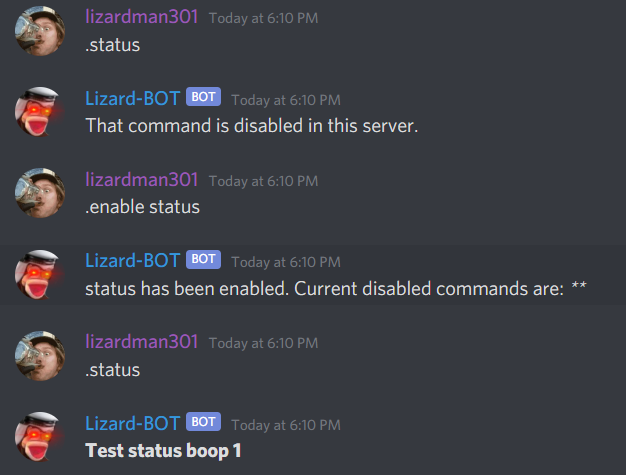 lizardman301 Today at 6:10 PM
.status
Lizard-BOT BOT Today at 6:10 PM
That command is disabled in this server.
lizardman301 Today at 6:10 PM
.enable status
Lizard-BOT BOT Today at 6:10 PM
status has been enabled. Current disabled commands are: **
lizardman301 Today at 6:10 PM
.status
Lizard-BOT BOT Today at 6:10 PM
Test status boop 1